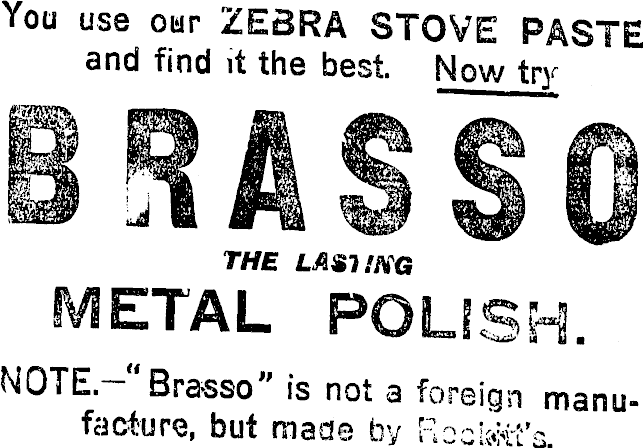 You use our ZEBRA STOVE PASTE
and find it the best. Now try
BRASSO
THE LASTING
METAL POLISH.
NOTE.—“Brasso” is not a foreign manu-
facture, but made by Reckitt's.